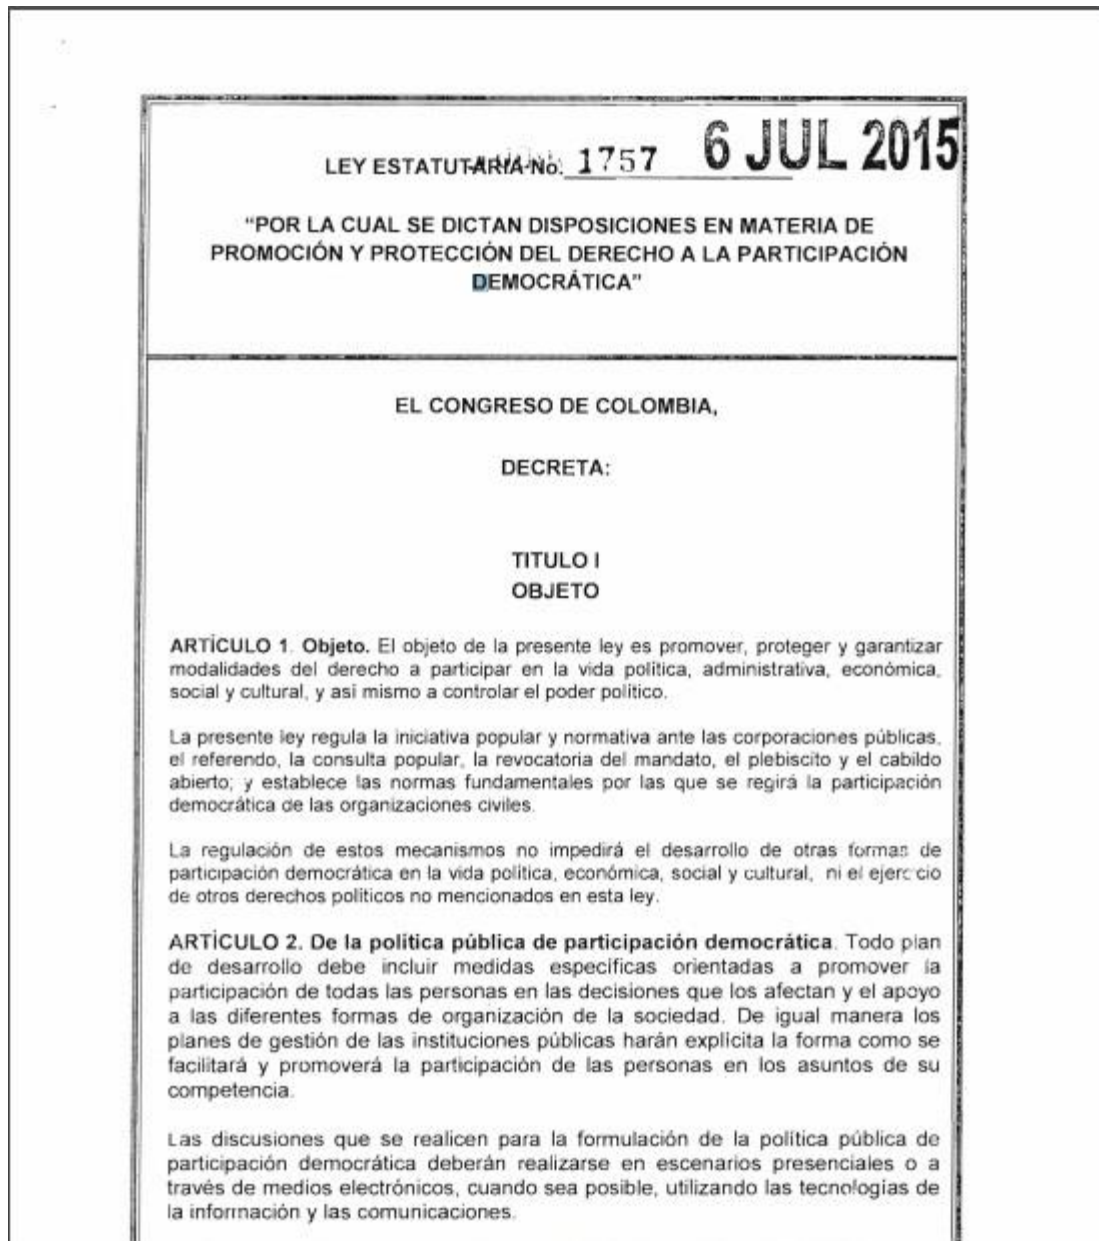 LEY ESTATUTARIA No. 1757 6 JUL 2015
“POR LA CUAL SE DICTAN DISPOSICIONES EN MATERIA DE
PROMOCIÓN Y PROTECCIÓN DEL DERECHO A LA PARTICIPACIÓN
DEMOCRÁTICA”
EL CONGRESO DE COLOMBIA,
DECRETA:
TITULO I
OBJETO
ARTÍCULO 1. Objeto. El objeto de la presente ley es promover, proteger y garantizar
modalidades del derecho a participar en la vida política, administrativa, económica,
social y cultural, y así mismo a controlar el poder político.
La presente ley regula la iniciativa popular y normativa ante las corporaciones públicas,
el referendo, la consulta popular, la revocatoria del mandato, el plebiscito y el cabildo
abierto; y establece las normas fundamentales por las que se regirá la participación
democrática de las organizaciones civiles.
La regulación de estos mecanismos no impedirá el desarrollo de otras formas de
participación democrática en la vida política, económica, social y cultural, ni el ejercicio
de otros derechos políticos no mencionados en esta ley.
ARTÍCULO 2. De la política pública de participación democrática. Todo plan
de desarrollo debe incluir medidas específicas orientadas a promover la
participación de todas las personas en las decisiones que los afectan y el apoyo
a las diferentes formas de organización de la sociedad. De igual manera los
planes de gestión de las instituciones públicas harán explícita la forma como se
facilitará y promoverá la participación de las personas en los asuntos de su
competencia.
Las discusiones que se realicen para la formulación de la política pública de
participación democrática deberán realizarse en escenarios presenciales o a
través de medios electrónicos, cuando sea posible, utilizando las tecnologías de
la información y las comunicaciones.